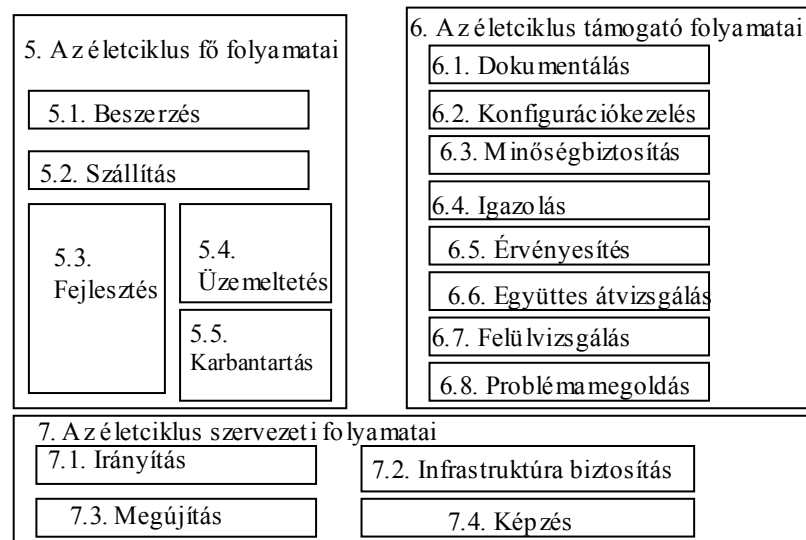 5. Az életciklus fő folyamatai
5.1. Beszerzés
5.2. Szállítás
5.3.
Fejlesztés
5.4.
Üzemeltetés
5.5.
Karbantartás
6. Az életciklus támogató folyamatai
6.1. Dokumentálás
6.2. Konfigurációkezelés
6.3. Minőségbiztosítás
6.4. Igazolás
6.5. Érvényesítés
6.6. Együttes átvizsgálás
6.7. Felülvizsgálás
6.8. Problémamegoldás
7. Az életciklus szervezeti folyamatai
7.1. Irányítás
7.2. Infrastruktúra biztosítás
7.3. Megújítás
7.4. Képzés